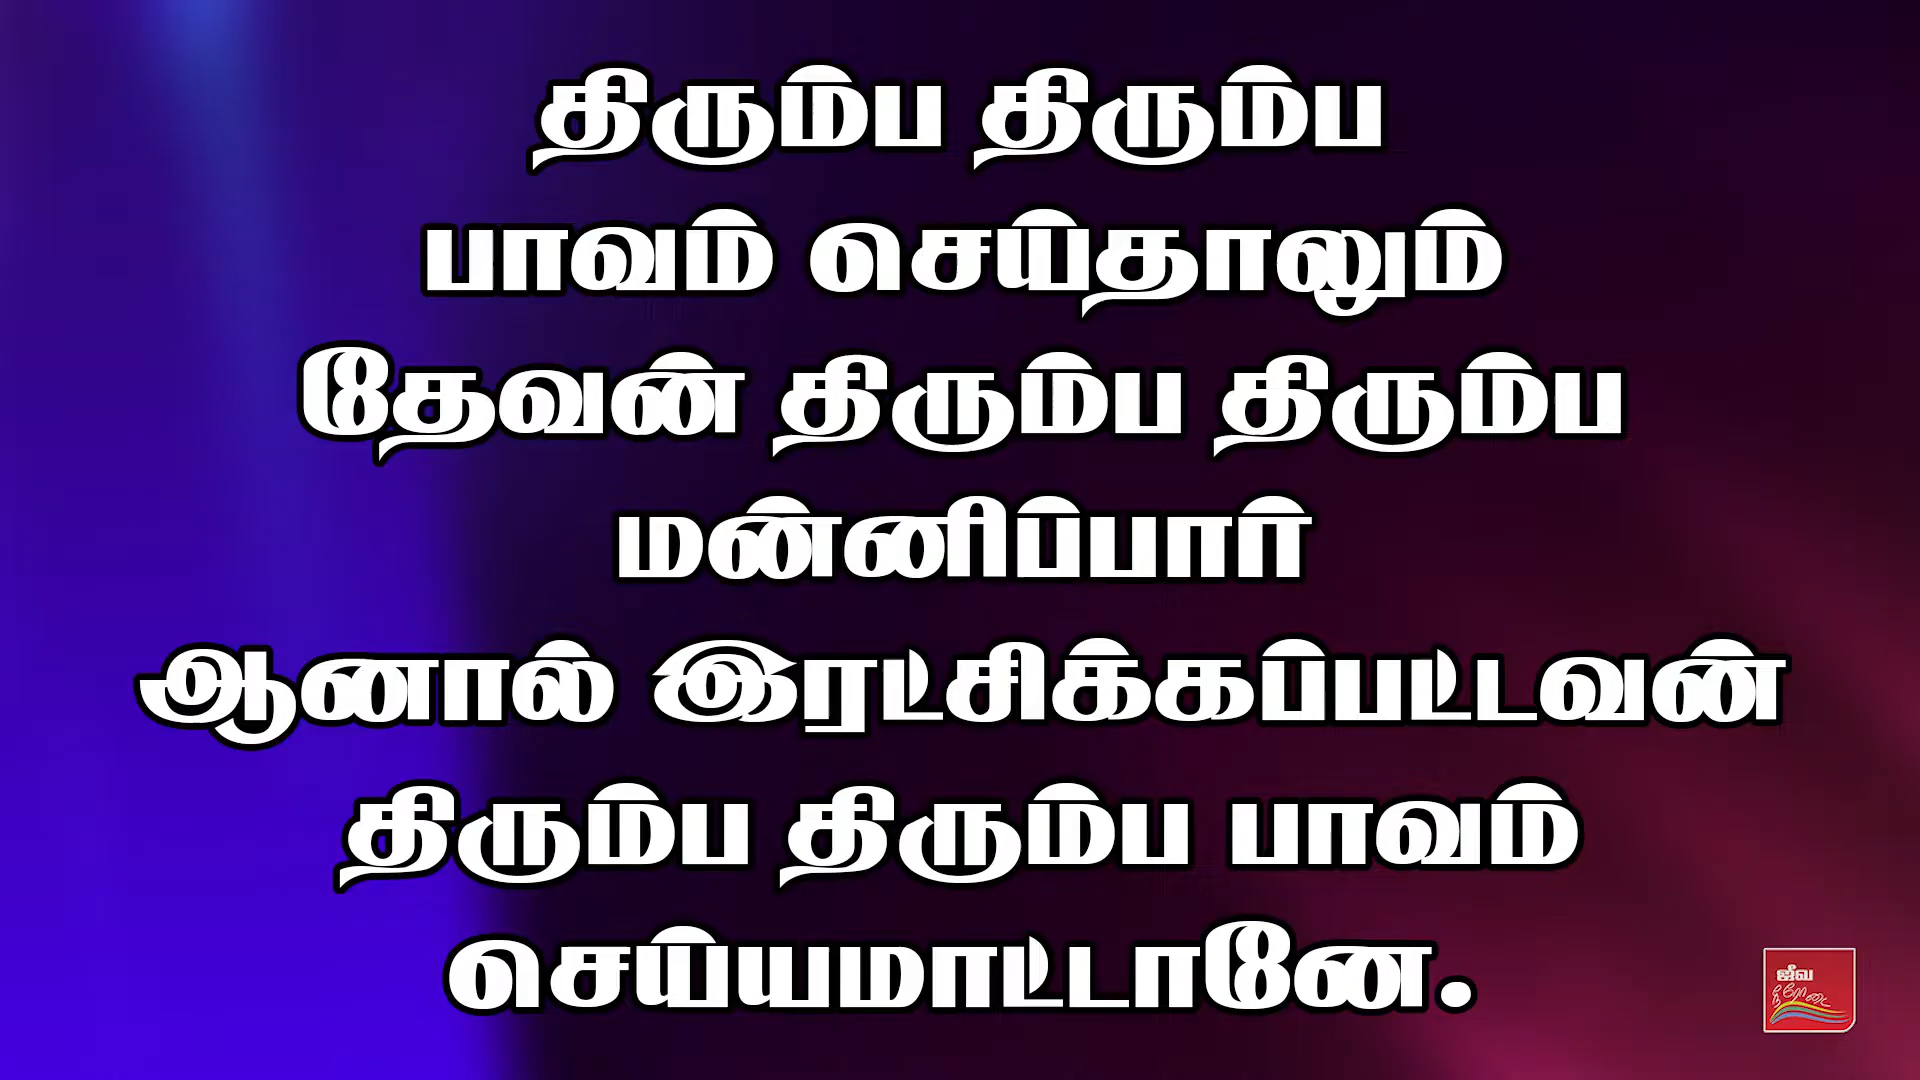 திரும்ப திரும்ப
பாவம் செய்தாலும்
தேவன் திரும்ப திரும்ப
மன்னிப்பார்
ஆனால் இரட்சிக்கப்பட்டவன்
திரும்ப திரும்ப பாவம்
செய்யமாட்டானே.
ஜீவ
நீரோடை